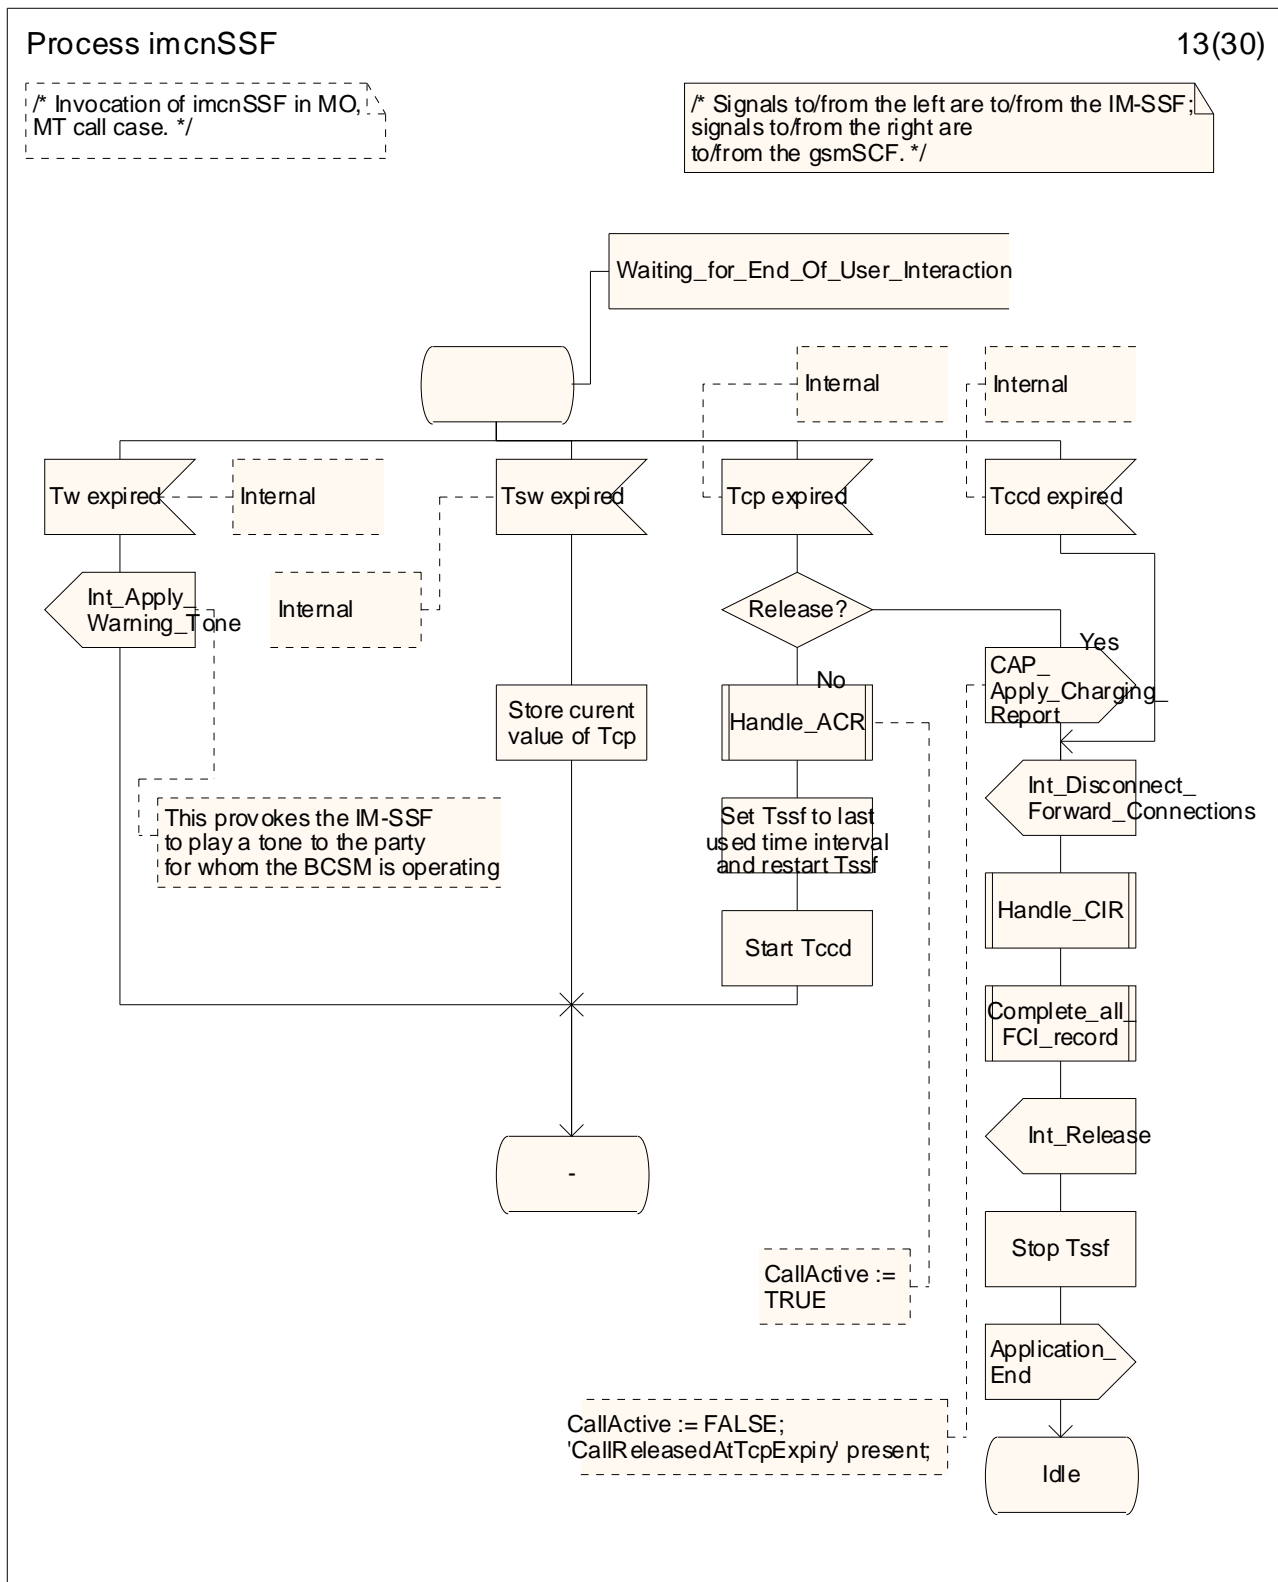 Process imcnSSF
13(30)
/* Invocation of imcnSSF in MO,
MT call case. */
/* Signals to/from the left are to/from the IM-SSF;
signals to/from the right are
to/from the gsmSCF. */
Waiting_for_End_Of_User_Interaction
Internal
Internal
Tw expired
Internal
Tsw expired
Tcp expired
Tccd expired
Int_Apply_
Warning_Tone
Internal
Release?
Yes
No
CAP_
Apply_Charging_
Report
Store curent
value of Tcp
Handle_ACR
Int_Disconnect_
Forward_Connections
This provokes the IM-SSF
to play a tone to the party
for whom the BCSM is operating
Set Tssf to last
used time interval
and restart Tssf
Handle_CIR
Start Tccd
Complete_all_
FCI_record
Int_Release
-
Stop Tssf
CallActive :=
TRUE
Application_
End
CallActive := FALSE;
'CallReleasedAtTcpExpiry' present;
Idle